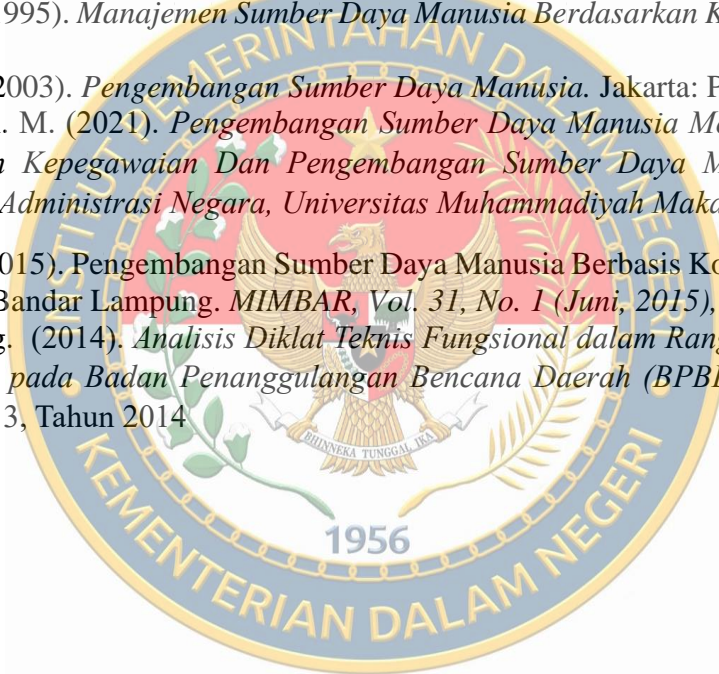 1995). Manajemen Sumber Daya Manusia Berdasarkan K
2003). Pengembangan Sumber Daya Manusia. Jakarta: P
. M. (2021). Pengembangan Sumber Daya Manusia M
Kepegawaian Dan Pengembangan Sumber Daya M
Administrasi Negara, Universitas Muhammadiyah Maka
015). Pengembangan Sumber Daya Manusia Berbasis Ko
Bandar Lampung. MIMBAR, Vol. 31, No. 1 (Juni, 2015),
. (2014). Analisis Diklat Teknis Fungsional dalam Rang
pada Badan Penanggulangan Bencana Daerah (BPBD
3, Tahun 2014
INSTITUT PEMERINTAHAN DALAM NEGERI
BHINNEKA TUNGGAL IKA
1956
KEMENTERIAN DALAM NEGERI